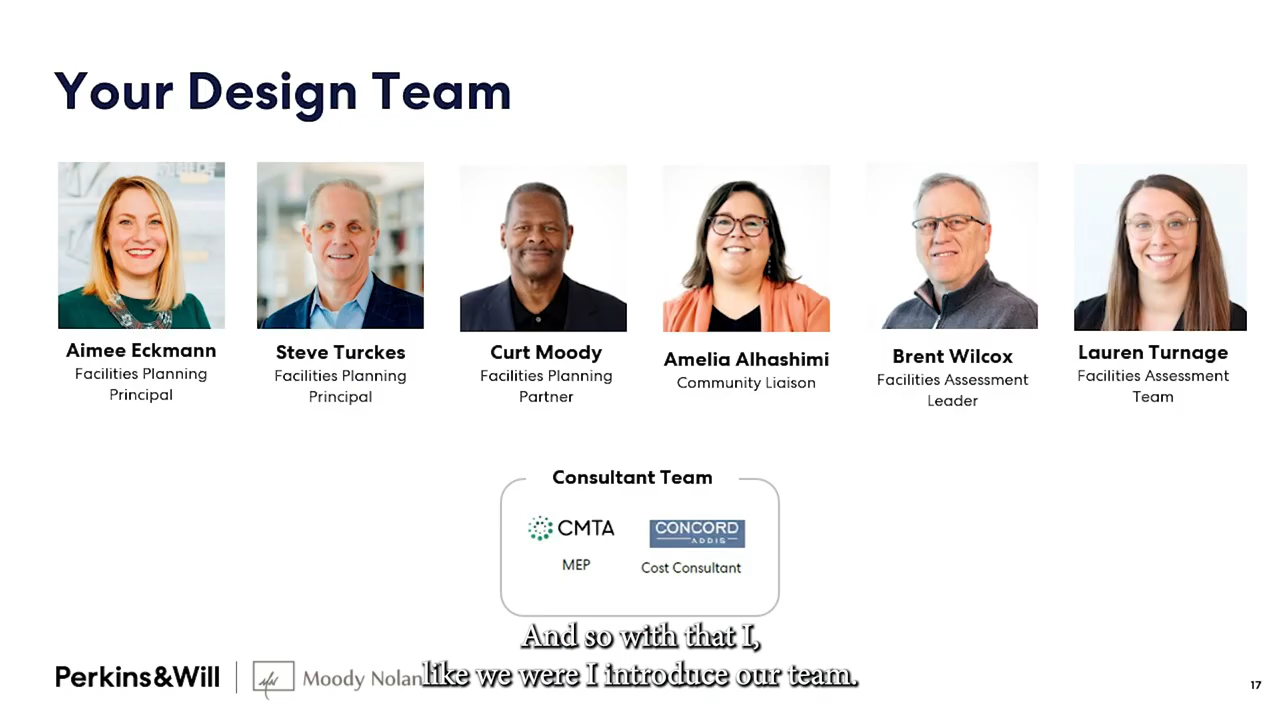 Your Design Team
Aimee Eckmann
Facilities Planning
Principal
Steve Turckes
Facilities Planning
Principal
Curt Moody
Facilities Planning
Partner
Amelia Alhashimi
Community Liaison
Brent Wilcox
Facilities Assessment
Leader
Lauren Turnage
Facilities Assessment
Team
Consultant Team
CMTA
MEP
CONCORD
ADDIS
Cost Consultant
And so with that I,
like we were I introduce our team.
Perkins&Will
Moody Nolan
17